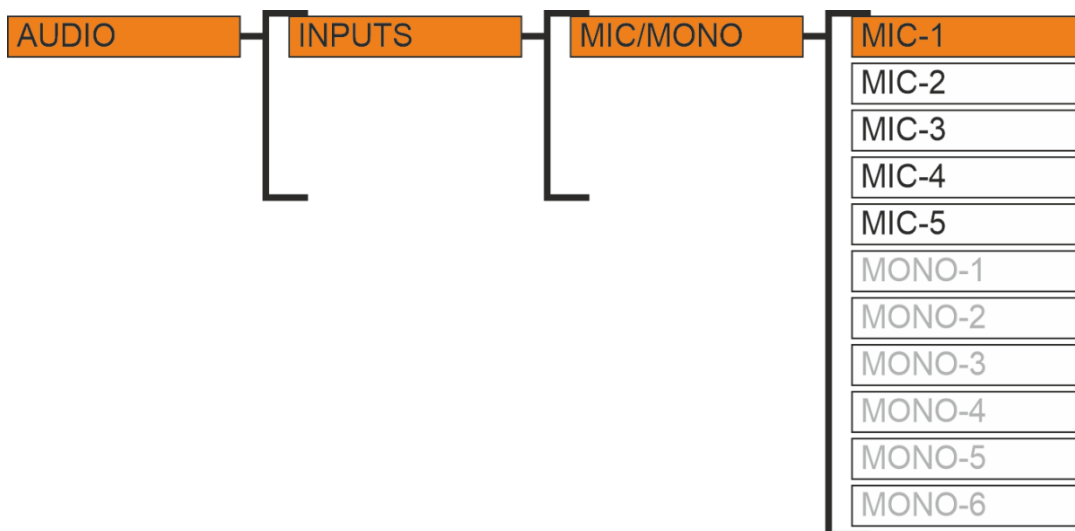 AUDIO
INPUTS
MIC/MONO
MIC-1
MIC-2
MIC-3
MIC-4
MIC-5
MONO-1
MONO-2
MONO-3
MONO-4
MONO-5
MONO-6